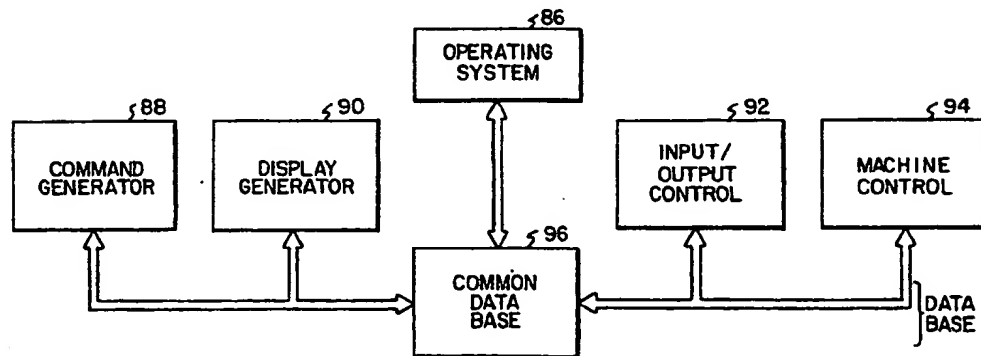 86
OPERATING
SYSTEM
88
COMMAND
GENERATOR
90
DISPLAY
GENERATOR
92
INPUT/
OUTPUT
CONTROL
94
MACHINE
CONTROL
96
COMMON
DATA
BASE
DATA
BASE